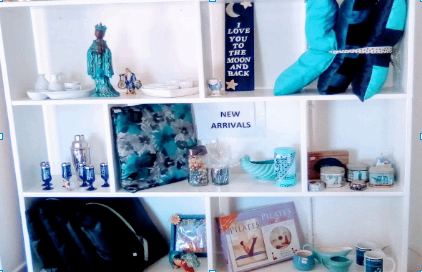 I
LOVE
YOU
TO
THE
MOON
AND
BACK
NEW
ARRIVALS
PILATES
PILATES